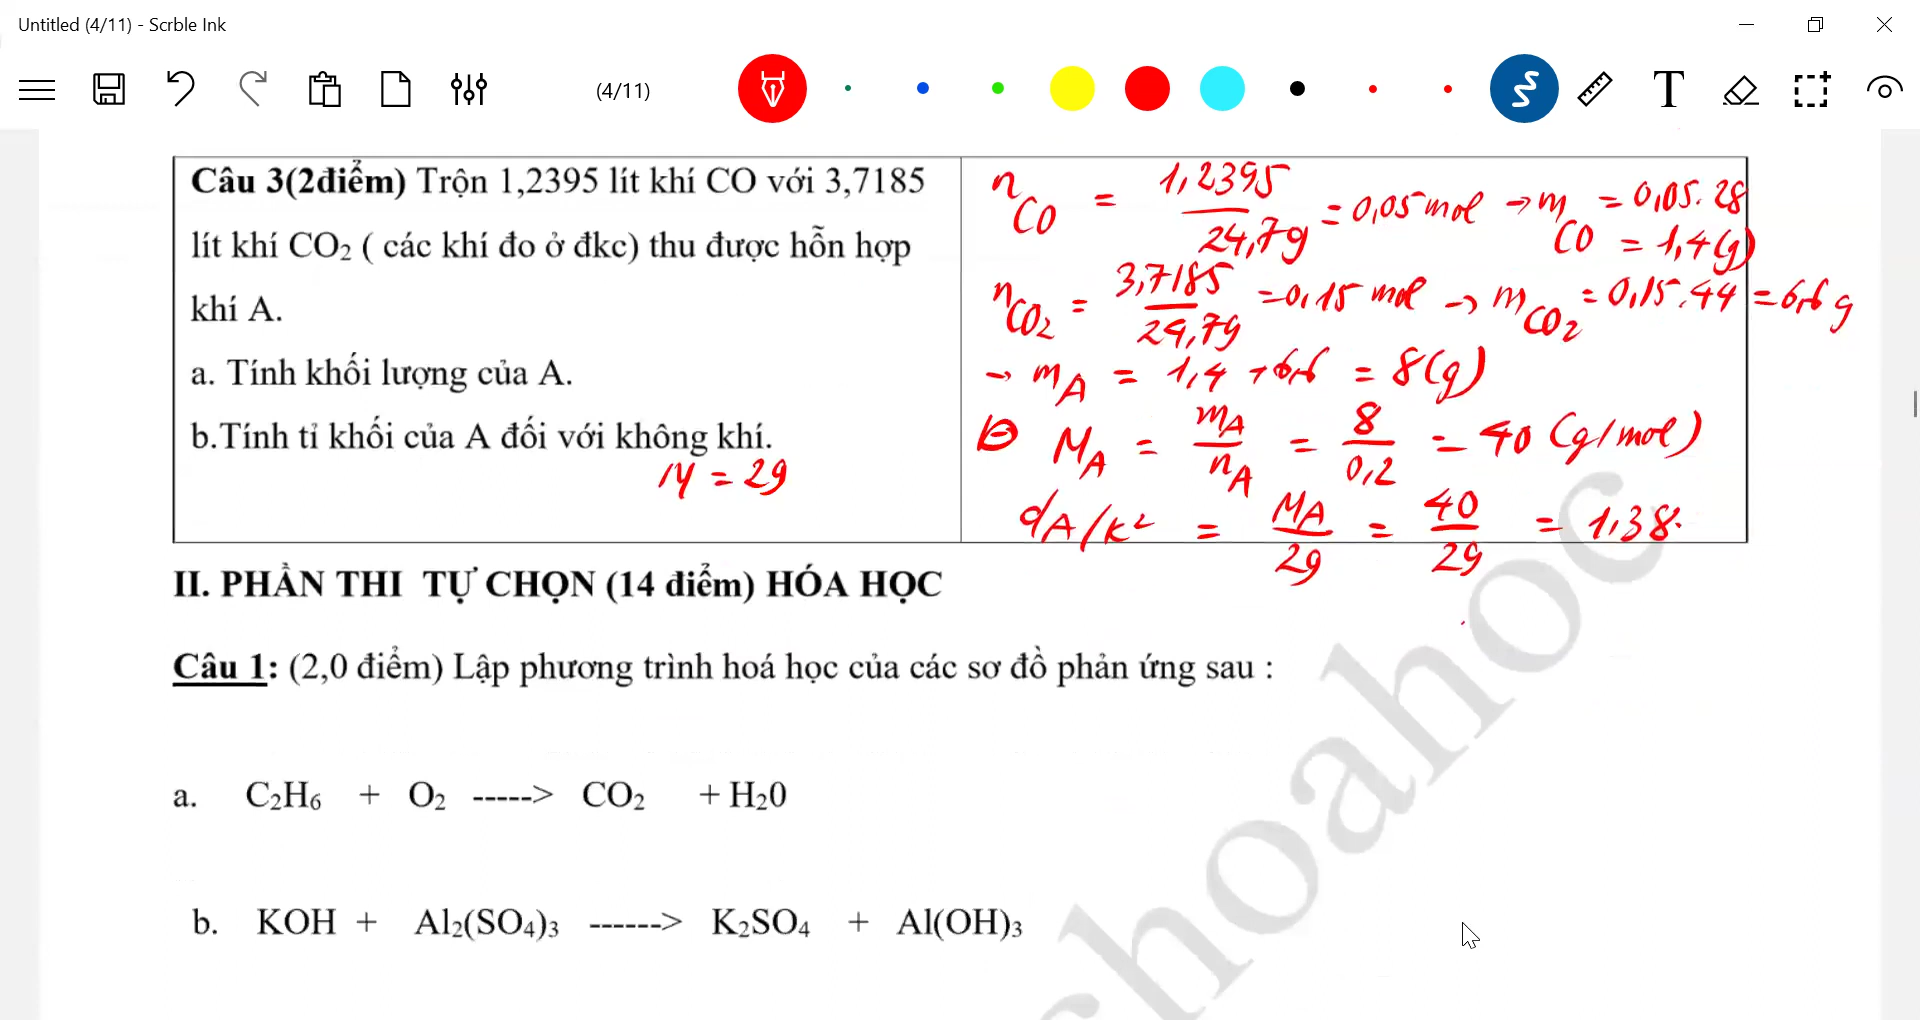 Untitled (4/11) - Scrble Ink
(4/11)
T
Câu 3(2điểm) Trộn 1,2395 lít khí CO với 3,7185
lít khí CO₂ ( các khí đo ở đkc) thu được hỗn hợp
khí A.
a. Tính khối lượng của A.
b.Tính tỉ khối của A đối với không khí.
M = 29
n_CO = 1,2395/24,79 = 0,05 mol → m_CO = 0,05.28
= 1,4(g)
n_CO₂ = 3,7185/24,79 = 0,15 mol → m_CO₂ = 0,15.44 = 6,6 g
→ m_A = 1,4 + 6,6 = 8(g)
b M_A = m_A/n_A = 8/0,2 = 40 (g/mol)
d_A/k² = M_A/29 = 40/29 = 1,38.
II. PHẦN THI TỰ CHỌN (14 điểm) HÓA HỌC
Câu 1: (2,0 điểm) Lập phương trình hoá học của các sơ đồ phản ứng sau :
a. C₂H₆ + O₂ -----> CO₂ + H₂0
b. KOH + Al₂(SO₄)₃ ------> K₂SO₄ + Al(OH)₃
hoahoc